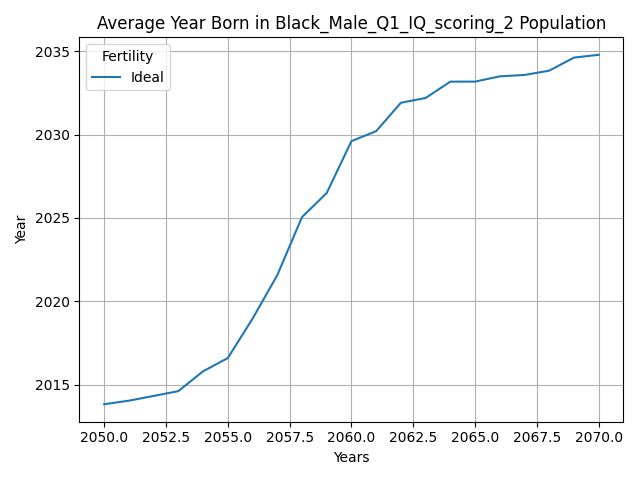 Average Year Born in Black_Male_Q1_IQ_scoring_2 Population
Fertility
Ideal
Year
2035
2030
2025
2020
2015
2050.0 2052.5 2055.0 2057.5 2060.0 2062.5 2065.0 2067.5 2070.0
Years